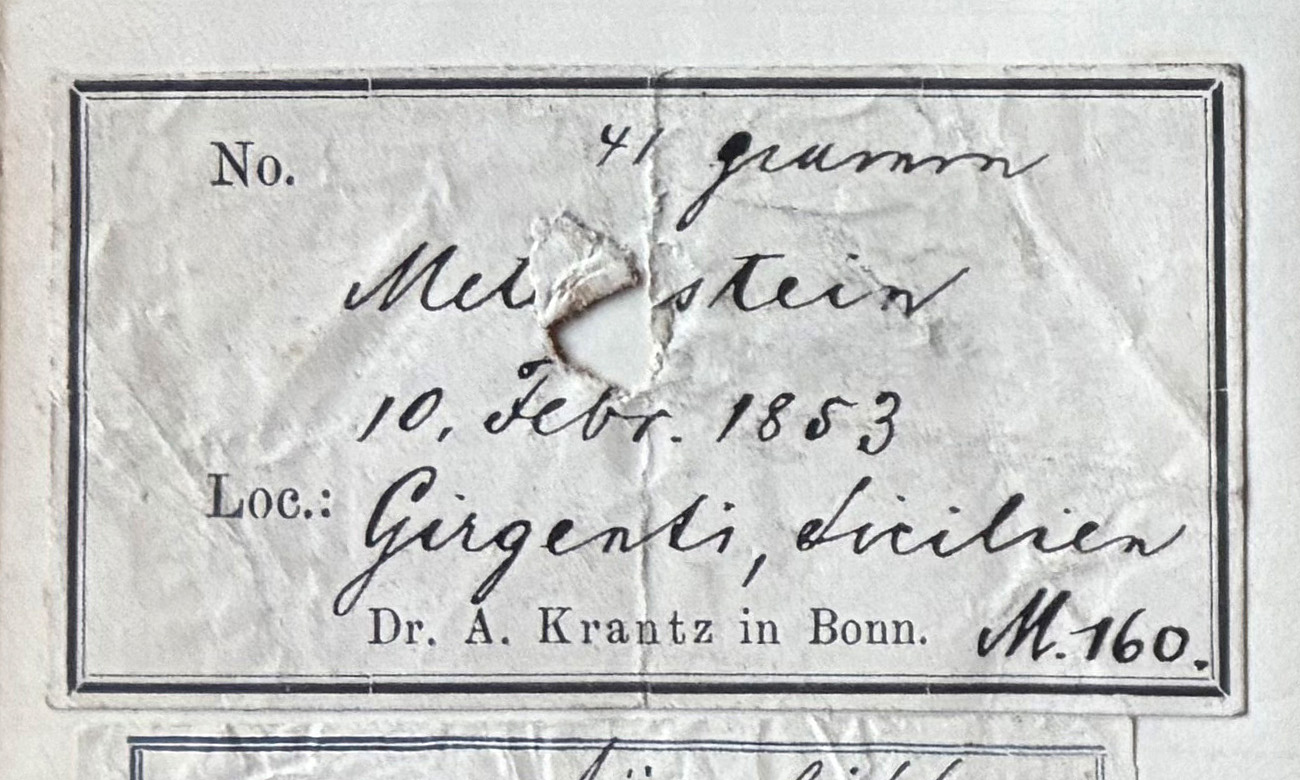 No. 41 gramm
10. Febr. 1853
Loc.: Girgenti, Sicilien
Dr. A. Krantz in Bonn. M. 160.